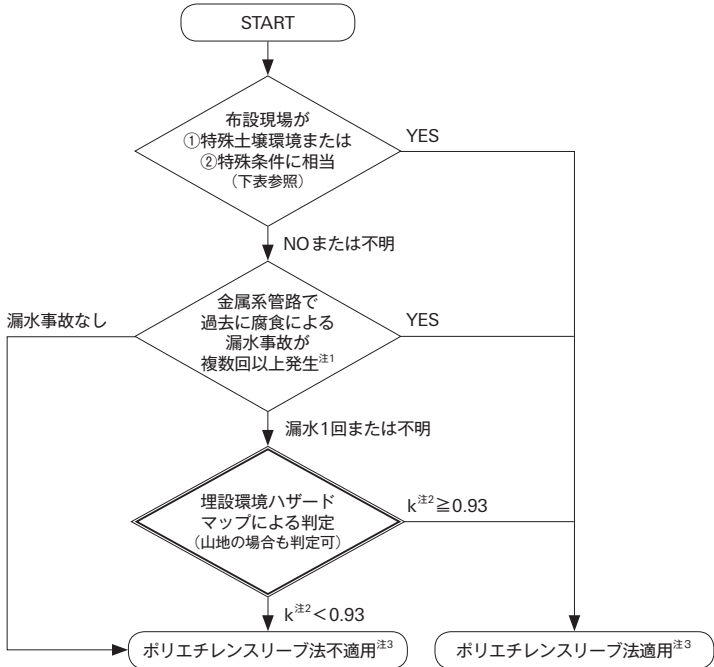 START
布設現場が
①特殊土壌環境または
②特殊条件に相当
（下表参照）
YES
NOまたは不明
金属系管路で
過去に腐食による
漏水事故が
複数回以上発生注1
漏水事故なし
YES
漏水1回または不明
埋設環境ハザード
マップによる判定
（山地の場合も判定可）
k注2≧0.93
k注2＜0.93
ポリエチレンスリーブ法不適用注3
ポリエチレンスリーブ法適用注3